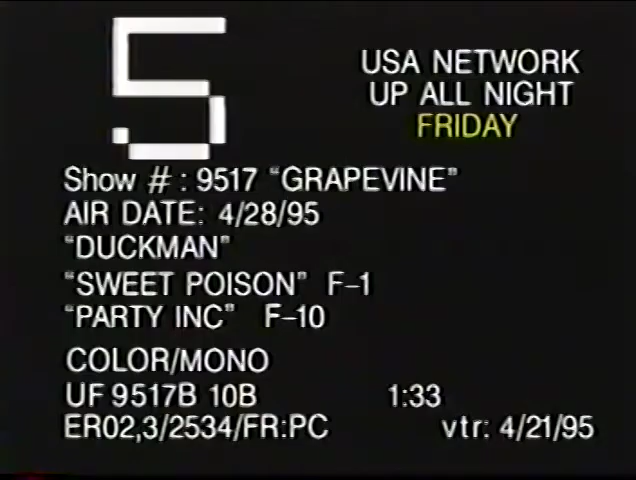 5
USA NETWORK
UP ALL NIGHT
FRIDAY
Show # : 9517 "GRAPEVINE"
AIR DATE: 4/28/95
"DUCKMAN"
"SWEET POISON" F-1
"PARTY INC" F-10
COLOR/MONO
UF 9517B 10B 1:33
ER02,3/2534/FR:PC vtr: 4/21/95